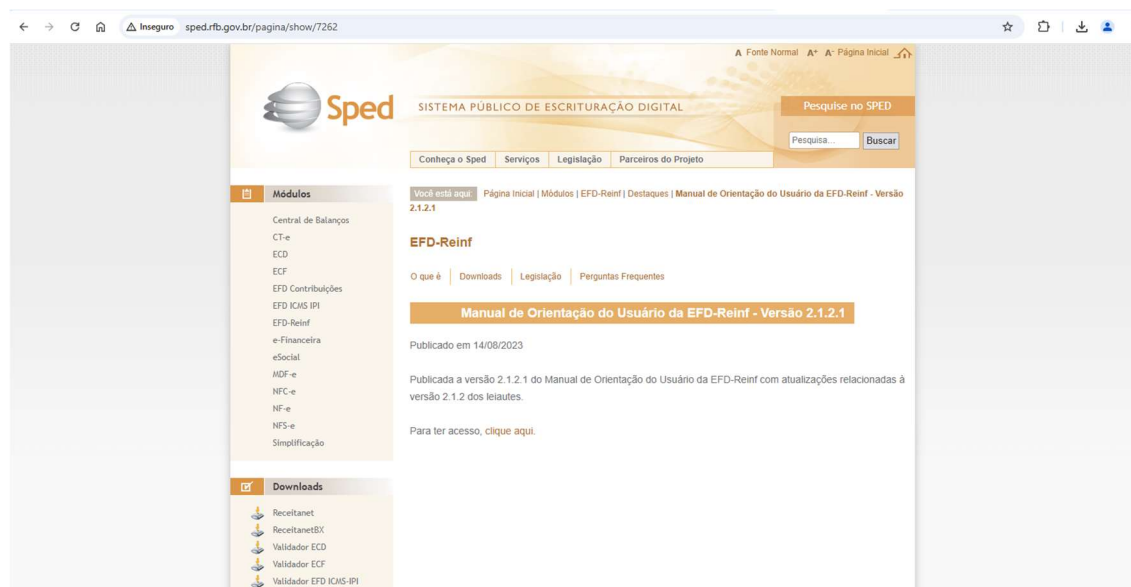 Inseguro sped.rfb.gov.br/pagina/show/7262
A Fonte Normal A+ A- Página Inicial
Sped
SISTEMA PÚBLICO DE ESCRITURAÇÃO DIGITAL
Pesquise no SPED
Pesquisa... Buscar
Conheça o Sped Serviços Legislação Parceiros do Projeto
Módulos
Central de Balanços
CT-e
ECD
ECF
EFD Contribuições
EFD ICMS IPI
EFD-Reinf
e-Financeira
eSocial
MDF-e
NFC-e
NF-e
NFS-e
Simplificação
Downloads
Receitanet
ReceitanetBX
Validador ECD
Validador ECF
Validador EFD ICMS-IPI
Você está aqui: Página Inicial | Módulos | EFD-Reinf | Destaques | Manual de Orientação do Usuário da EFD-Reinf - Versão
2.1.2.1
EFD-Reinf
O que é Downloads Legislação Perguntas Frequentes
Manual de Orientação do Usuário da EFD-Reinf - Versão 2.1.2.1
Publicado em 14/08/2023
Publicada a versão 2.1.2.1 do Manual de Orientação do Usuário da EFD-Reinf com atualizações relacionadas à
versão 2.1.2 dos leiautes.
Para ter acesso, clique aqui.